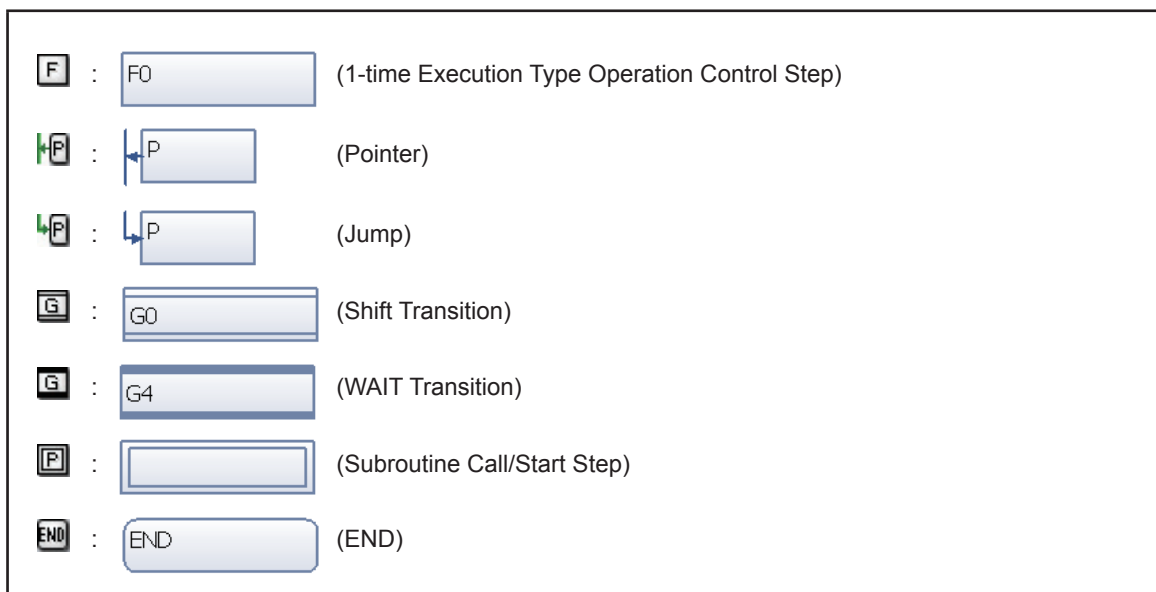 F : F0 (1-time Execution Type Operation Control Step)
P : P (Pointer)
P : P (Jump)
G : G0 (Shift Transition)
G : G4 (WAIT Transition)
P : (Subroutine Call/Start Step)
END : END (END)